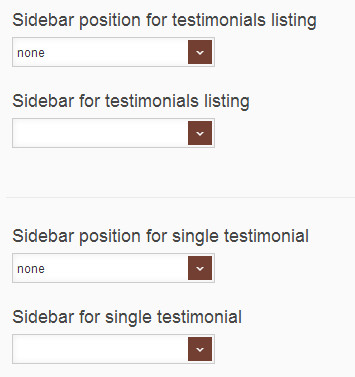 Sidebar position for testimonials listing
none
Sidebar for testimonials listing
Sidebar position for single testimonial
none
Sidebar for single testimonial